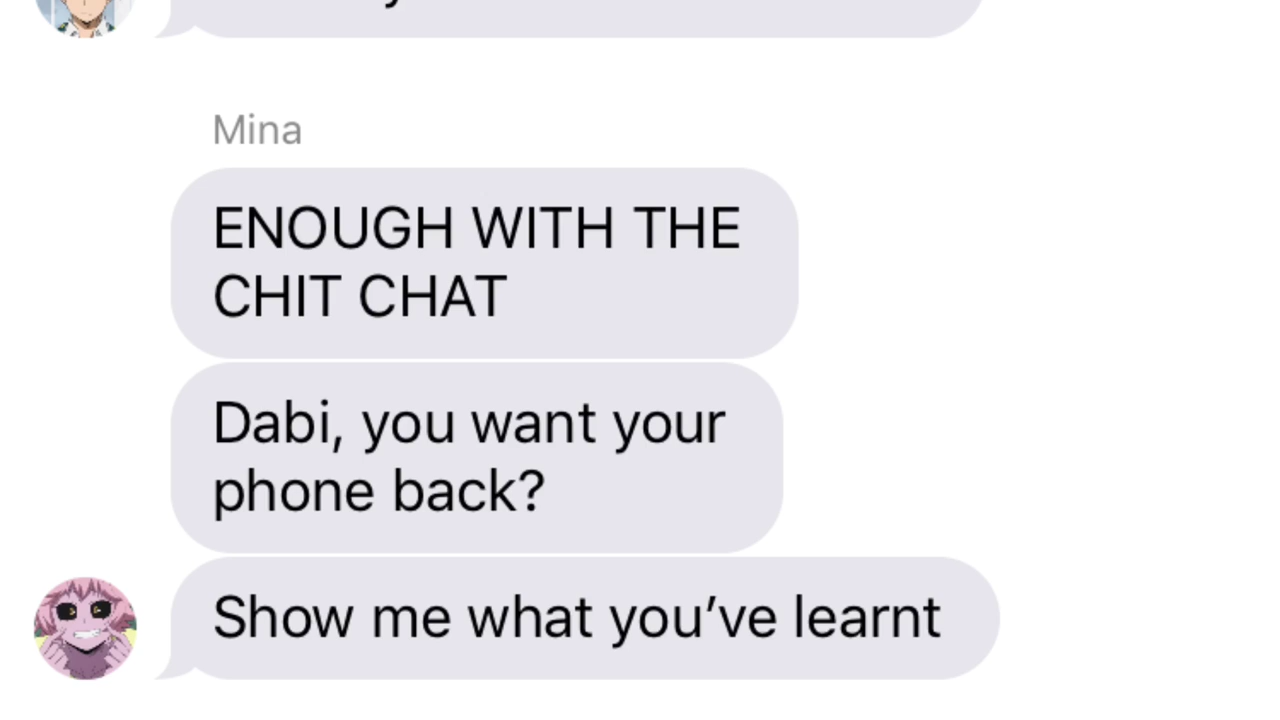 Mina
ENOUGH WITH THE
CHIT CHAT
Dabi, you want your
phone back?
Show me what you’ve learnt